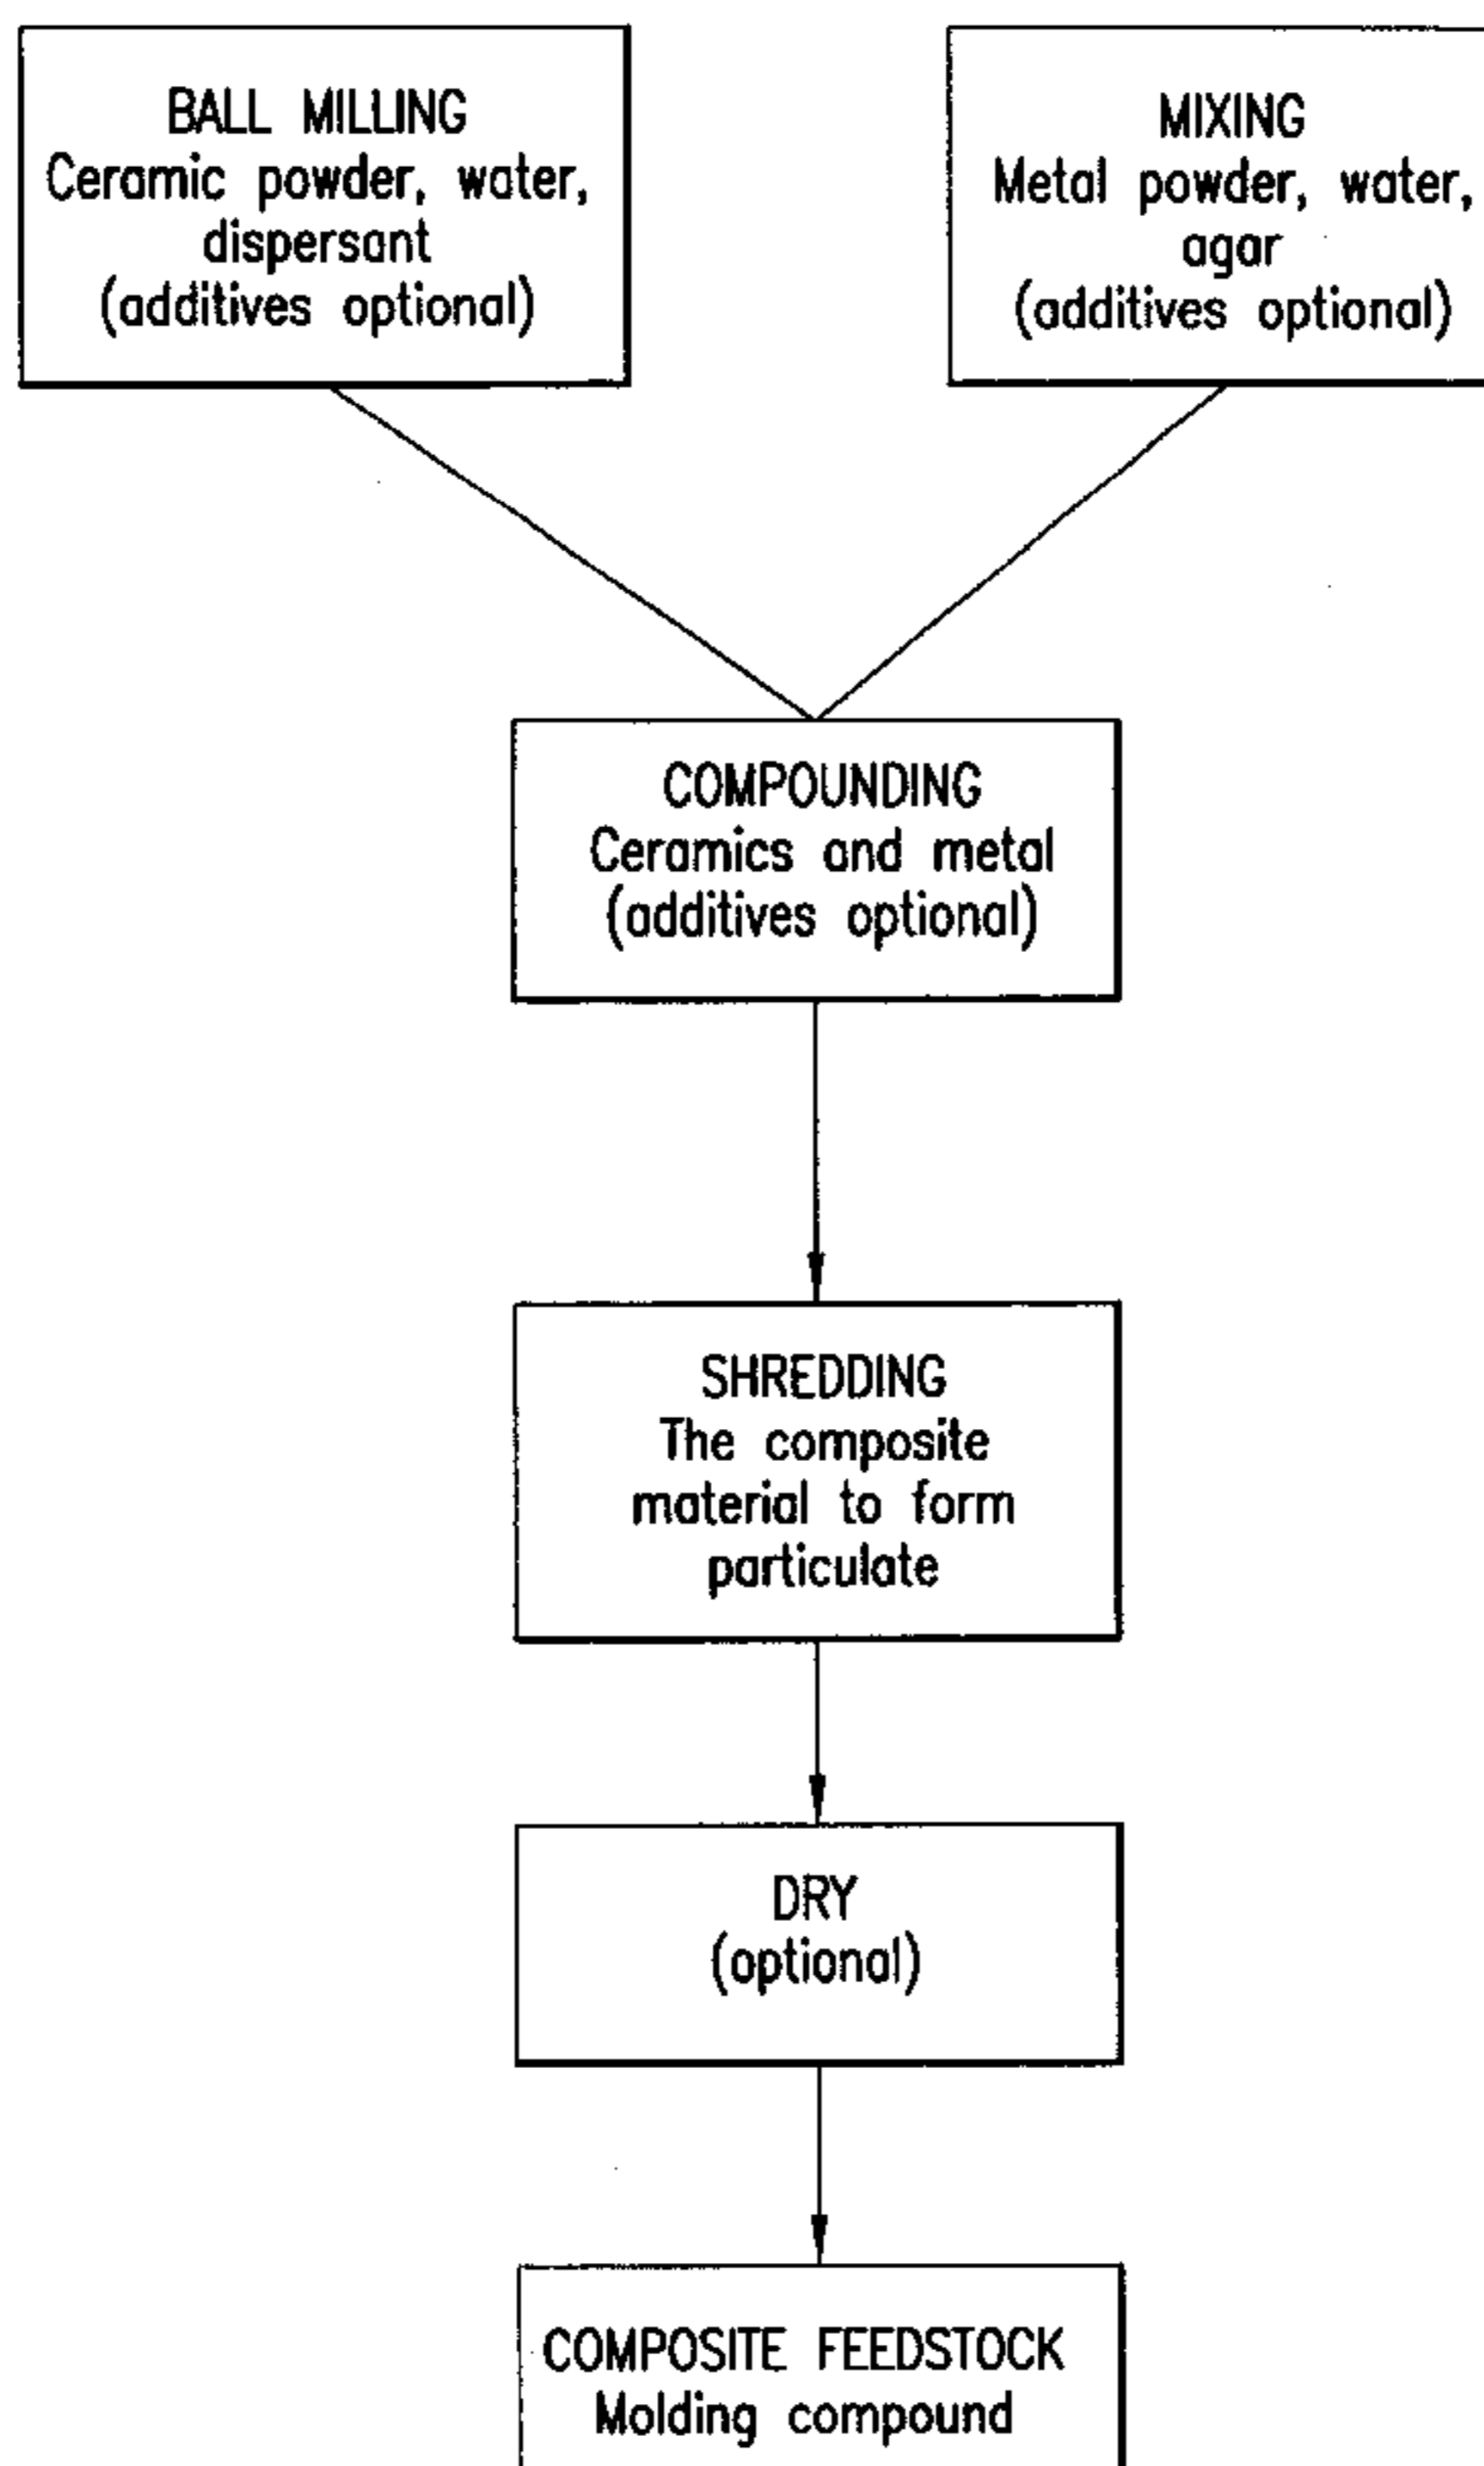 BALL MILLING
Ceramic powder, water,
dispersant
(additives optional)
MIXING
Metal powder, water,
agar
(additives optional)
COMPOUNDING
Ceramics and metal
(additives optional)
SHREDDING
The composite
material to form
particulate
DRY
(optional)
COMPOSITE FEEDSTOCK
Molding compound